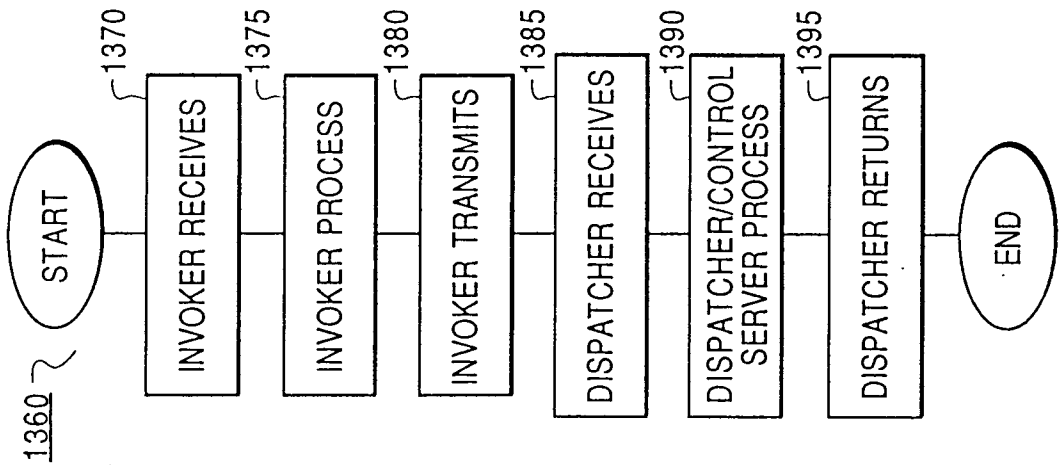 1360
START
1370
INVOKER RECEIVES
1375
INVOKER PROCESS
1380
INVOKER TRANSMITS
1385
DISPATCHER RECEIVES
1390
DISPATCHER/CONTROL
SERVER PROCESS
1395
DISPATCHER RETURNS
END